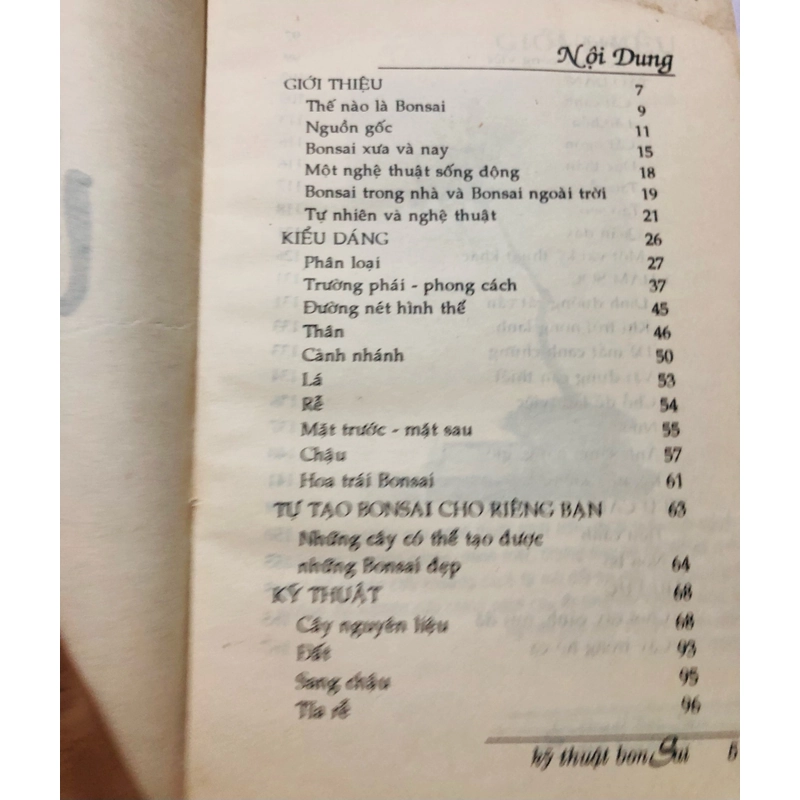 Nội Dung
GIỚI THIỆU 7
Thế nào là Bonsai 9
Nguồn gốc 11
Bonsai xưa và nay 15
Một nghệ thuật sống động 18
Bonsai trong nhà và Bonsai ngoài trời 19
Tự nhiên và nghệ thuật 21
KIỂU DÁNG 26
Phân loại 27
Trường phái - phong cách 37
Đường nét hình thể 45
Thân 46
Cành nhánh 50
Lá 53
Rễ 54
Mặt trước - mặt sau 55
Chậu 57
Hoa trái Bonsai 61
TỰ TẠO BONSAI CHO RIÊNG BẠN 63
Những cây có thể tạo được
những Bonsai đẹp 64
KỸ THUẬT 68
Cây nguyên liệu 68
Đất 93
Sang chậu 95
Tỉa rễ 96
kỹ thuật bonSai 5